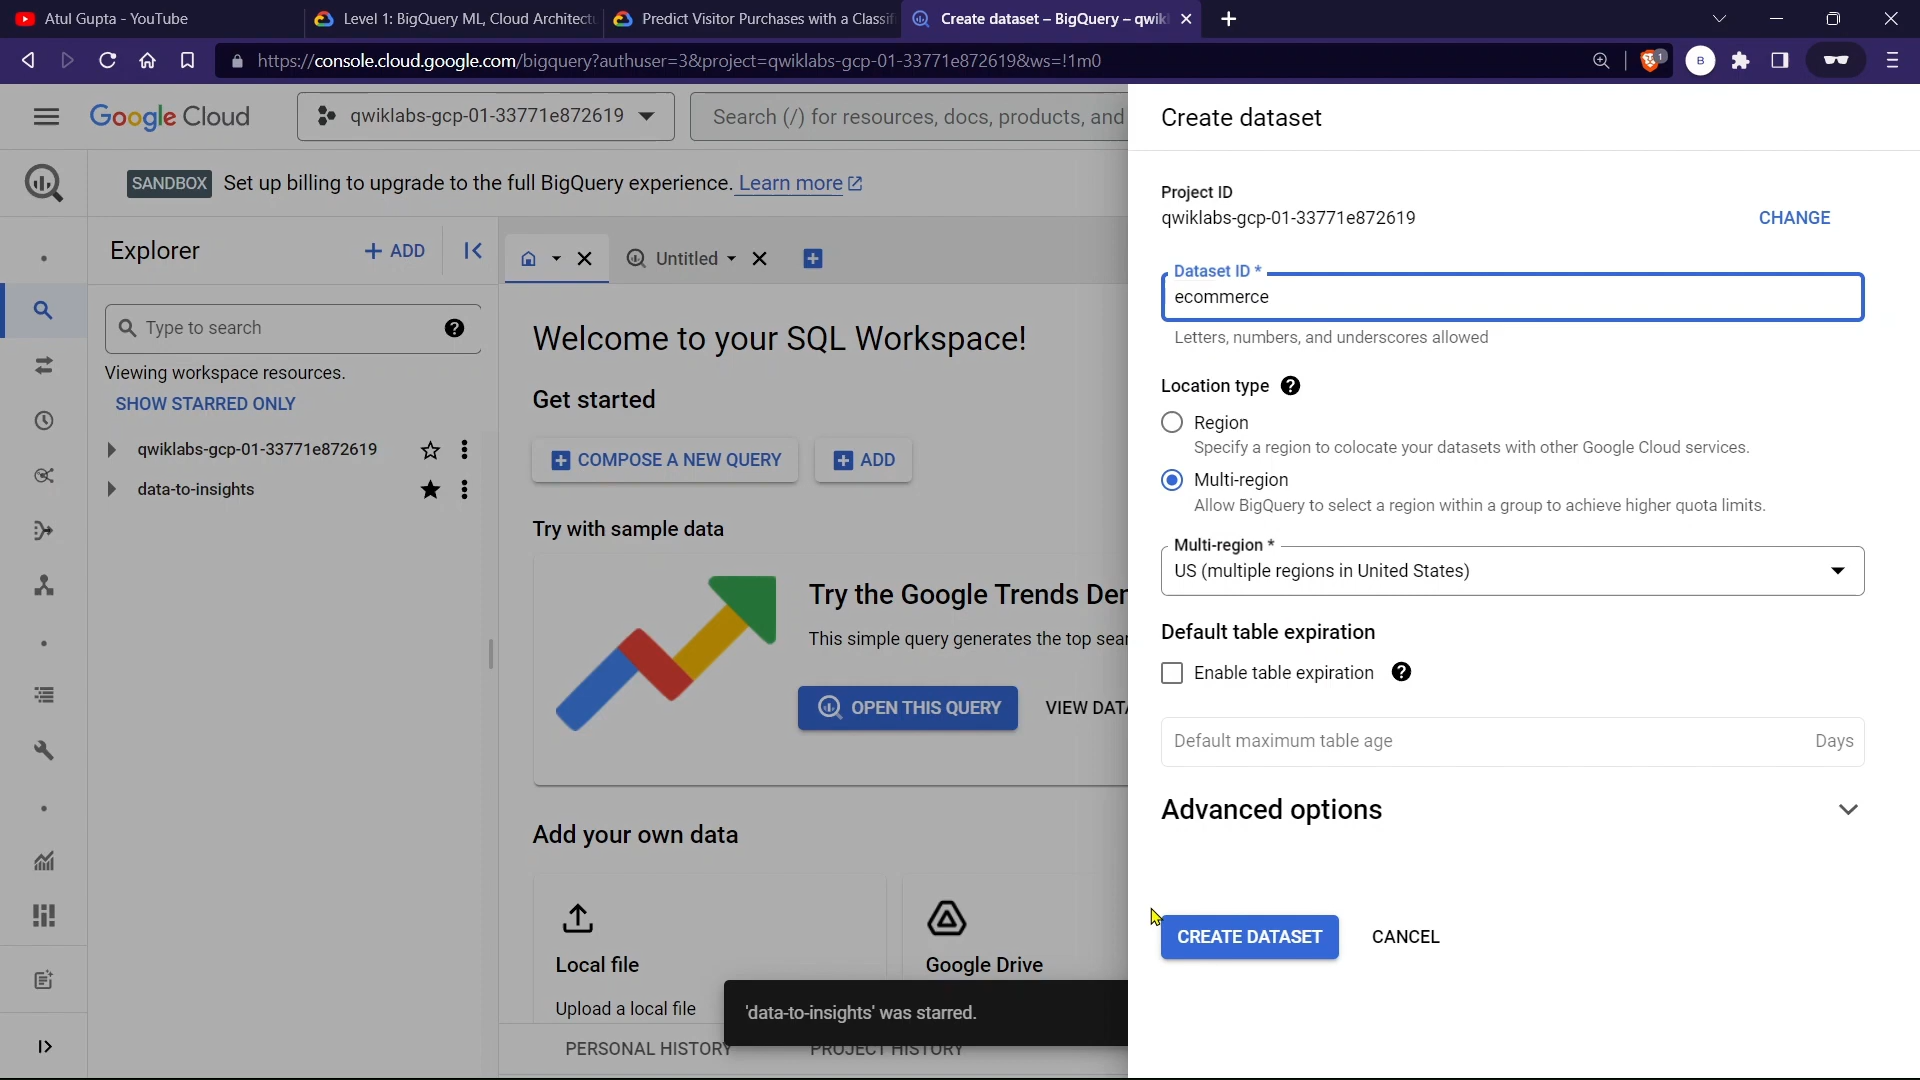 Atul Gupta - YouTube
Level 1: BigQuery ML, Cloud Architect
Predict Visitor Purchases with a Classi
Create dataset – BigQuery – qwik
https://console.cloud.google.com/bigquery?authuser=3&project=qwiklabs-gcp-01-33771e872619&ws=!1m0
1
B
Google Cloud
qwiklabs-gcp-01-33771e872619
Search (/) for resources, docs, products, and
SANDBOX Set up billing to upgrade to the full BigQuery experience. Learn more
Explorer
+ ADD
Untitled
Type to search
Viewing workspace resources.
SHOW STARRED ONLY
qwiklabs-gcp-01-33771e872619
data-to-insights
Welcome to your SQL Workspace!
Get started
COMPOSE A NEW QUERY
ADD
Try with sample data
Try the Google Trends De
This simple query generates the top sea
OPEN THIS QUERY
VIEW DATA
Add your own data
Local file
Upload a local file
Google Drive
'data-to-insights' was starred.
PERSONAL HISTORY
PROJECT HISTORY
Create dataset
Project ID
qwiklabs-gcp-01-33771e872619
CHANGE
Dataset ID *
ecommerce
Letters, numbers, and underscores allowed
Location type
Region
Specify a region to colocate your datasets with other Google Cloud services.
Multi-region
Allow BigQuery to select a region within a group to achieve higher quota limits.
Multi-region *
US (multiple regions in United States)
Default table expiration
Enable table expiration
Default maximum table age
Days
Advanced options
CREATE DATASET
CANCEL